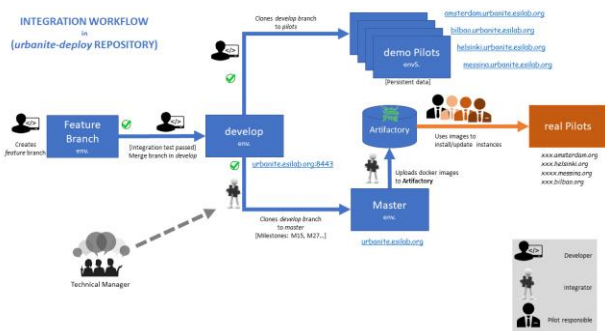 INTEGRATION WORKFLOW
in
(urbanite-deploy REPOSITORY)
Clones develop branch
to pilots
demo Pilots
envS.
[Persistent data]
amsterdam.urbanite.esilab.org
bilbao.urbanite.esilab.org
helsinki.urbanite.esilab.org
messina.urbanite.esilab.org
Creates
feature branch
Feature
Branch
env.
[Integration test passed]
Merge branch in develop
develop
env.
urbanite.esilab.org:8443
Artifactory
Uses images to
install/update instances
real Pilots
xxx.amsterdam.org
xxx.helsinki.org
xxxx.messina.org
xxx.bilbao.org
Uploads docker images
to Artifactory
Clones develop branch
to master
[Milestones: M15, M27...]
Master
env.
urbanite.esilab.org
Technical Manager
Developer
Integrator
Pilot responsible